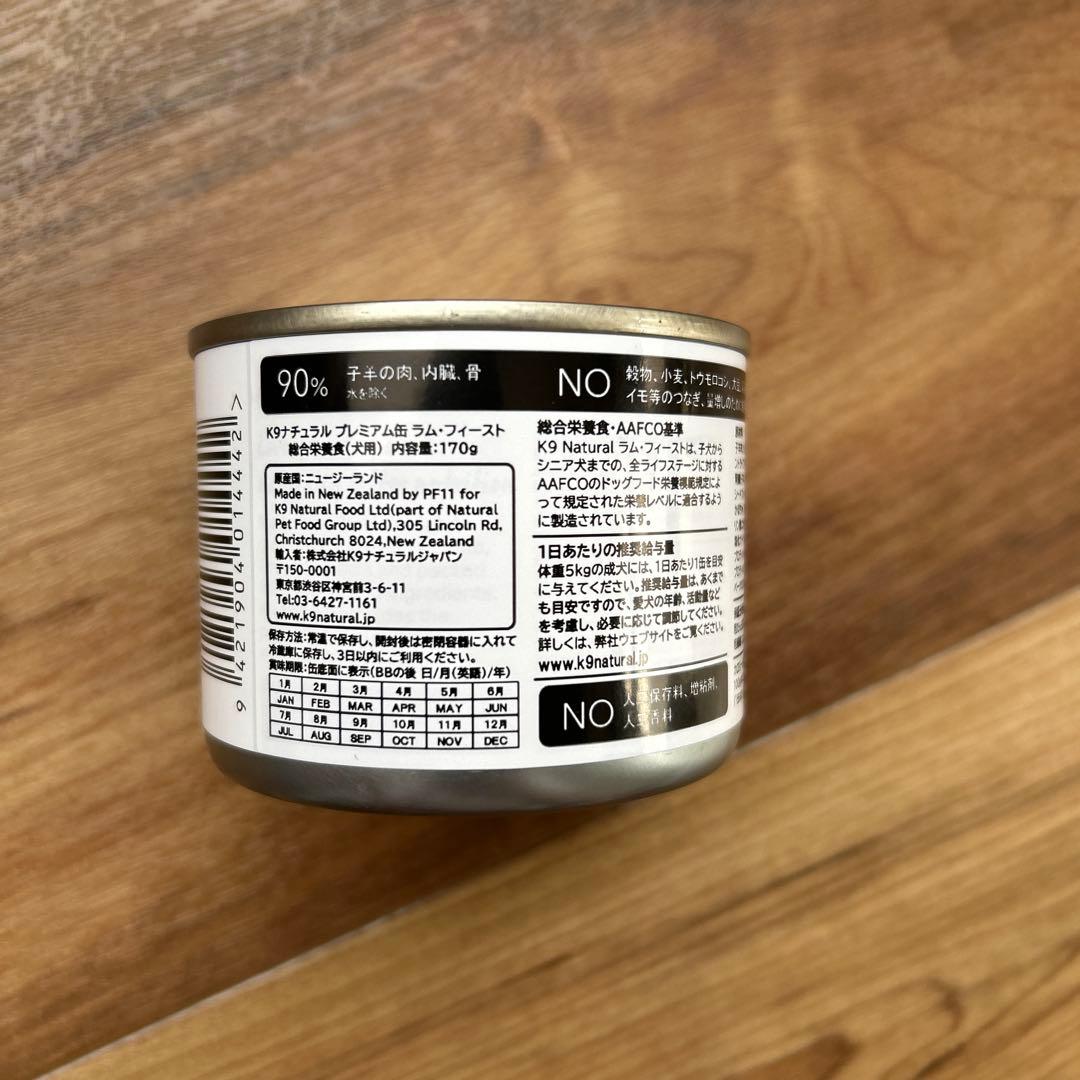 90% 子羊の肉、内臓、骨
水を除く
K9ナチュラル プレミアム缶 ラム・フィースト
総合栄養食(犬用) 内容量:170g
原産国:ニュージーランド
Made in New Zealand by PF11 for
K9 Natural Food Ltd(part of Natural
Pet Food Group Ltd),305 Lincoln Rd,
Christchurch 8024,New Zealand
輸入者:株式会社K9ナチュラルジャパン
〒150-0001
東京都渋谷区神宮前3-6-11
Tel:03-6427-1161
www.k9natural.jp
保存方法:常温で保存し、開封後は密閉容器に入れて
冷蔵庫に保存し、3日以内にご利用ください。
賞味期限:缶底面に表示(BBの後 日/月(英語)/年)
1月 2月 3月 4月 5月 6月
JAN FEB MAR APR MAY JUN
7月 8月 9月 10月 11月 12月
JUL AUG SEP OCT NOV DEC
9 421904 014442 >
NO 穀物、小麦、トウモロコシ、大豆、
イモ等のつなぎ、量増しのため
総合栄養食・AAFCO基準
K9 Natural ラム・フィーストは、子犬から
シニア犬までの、全ライフステージに対する
AAFCOのドッグフード栄養模範規定によ
って規定された栄養レベルに適合するよう
に製造されています。
1日あたりの推奨給与量
体重5kgの成犬には、1日あたり1缶を目安
に与えてください。推奨給与量は、あくまで
も目安ですので、愛犬の年齢、活動量など
を考慮し、必要に応じて調節してください。
詳しくは、弊社ウェブサイトをご覧ください。
www.k9natural.jp
NO 人工保存料、増粘剤、
人工香料